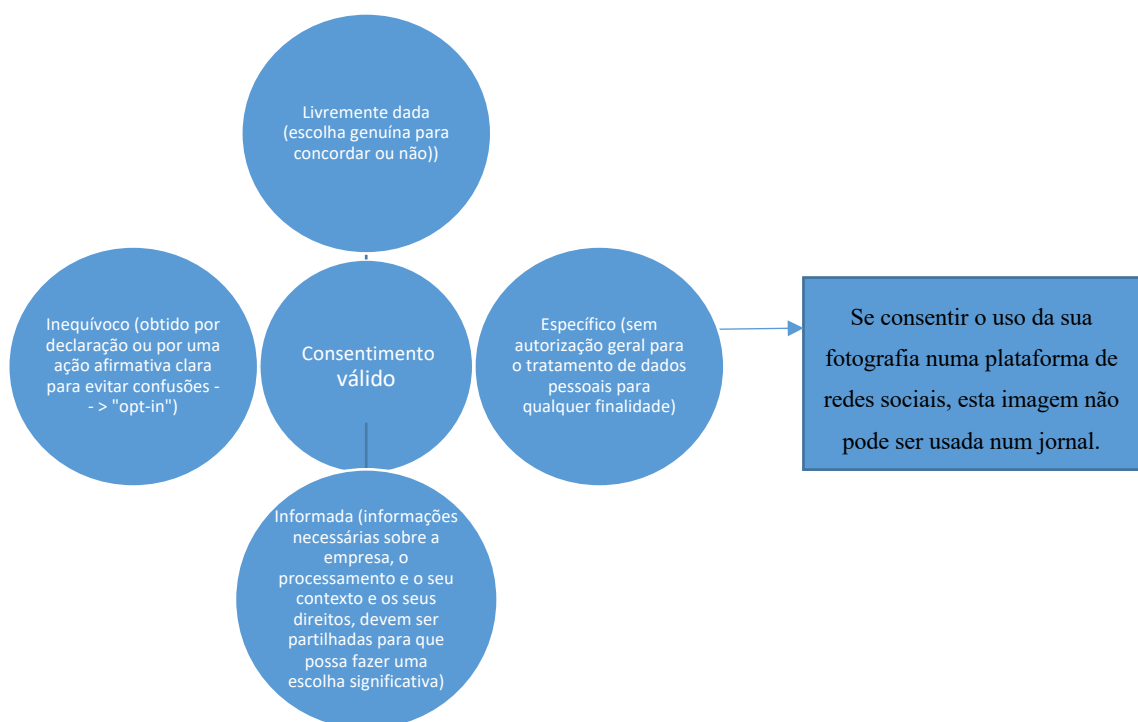 Livremente dada
(escolha genuína para
concordar ou não))
Inequívoco (obtido por
declaração ou por uma
ação afirmativa clara
para evitar confusões -
- > "opt-in")
Consentimento
válido
Específico (sem
autorização geral para
o tratamento de dados
pessoais para
qualquer finalidade)
Se consentir o uso da sua
fotografia numa plataforma de
redes sociais, esta imagem não
pode ser usada num jornal.
Informada (informações
necessárias sobre a
empresa, o
processamento e o seu
contexto e os seus
direitos, devem ser
partilhadas para que
possa fazer uma
escolha significativa)